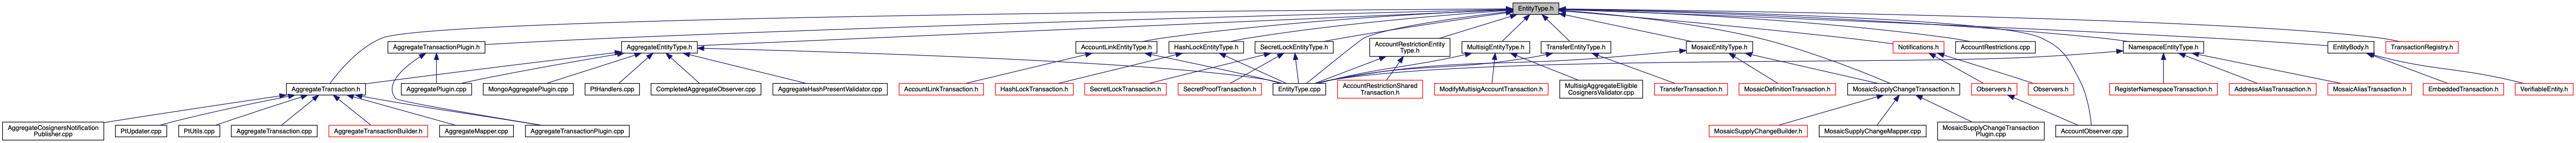 EntityType.h
AggregateTransactionPlugin.h
AggregateEntityType.h
AccountLinkEntityType.h
HashLockEntityType.h
SecretLockEntityType.h
AccountRestrictionEntity
Type.h
MultisigEntityType.h
TransferEntityType.h
MosaicEntityType.h
Notifications.h
AccountRestrictions.cpp
NamespaceEntityType.h
EntityBody.h
TransactionRegistry.h
AggregateTransaction.h
AggregatePlugin.cpp
MongoAggregatePlugin.cpp
PtHandlers.cpp
CompletedAggregateObserver.cpp
AggregateHashPresentValidator.cpp
AccountLinkTransaction.h
HashLockTransaction.h
SecretLockTransaction.h
SecretProofTransaction.h
EntityType.cpp
AccountRestrictionShared
Transaction.h
ModifyMultisigAccountTransaction.h
MultisigAggregateEligible
CosignersValidator.cpp
TransferTransaction.h
MosaicDefinitionTransaction.h
MosaicSupplyChangeTransaction.h
Observers.h
Observers.h
RegisterNamespaceTransaction.h
AddressAliasTransaction.h
MosaicAliasTransaction.h
EmbeddedTransaction.h
VerifiableEntity.h
AggregateCosignersNotification
Publisher.cpp
PtUpdater.cpp
PtUtils.cpp
AggregateTransaction.cpp
AggregateTransactionBuilder.h
AggregateMapper.cpp
AggregateTransactionPlugin.cpp
MosaicSupplyChangeBuilder.h
MosaicSupplyChangeMapper.cpp
MosaicSupplyChangeTransaction
Plugin.cpp
AccountObserver.cpp